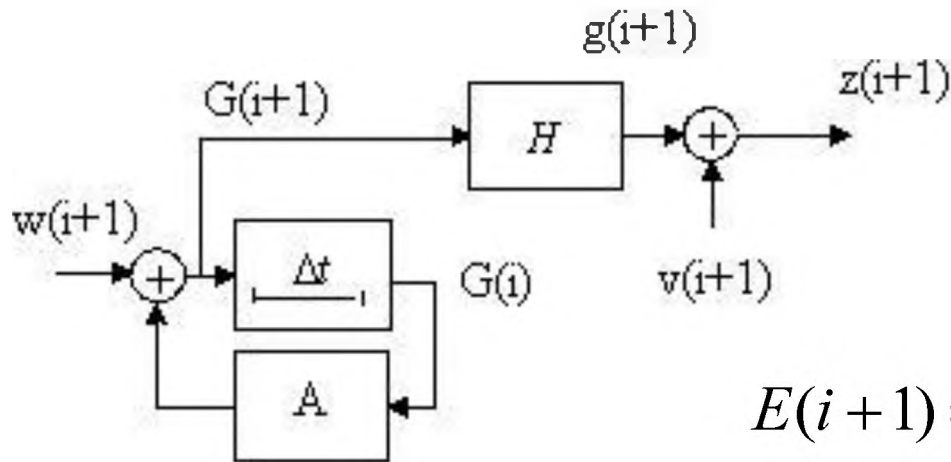 g(i+1)
z(i+1)
G(i+1)
H
+
w(i+1)
+
Δt
G(i)
v(i+1)
A
E(i + 1) =